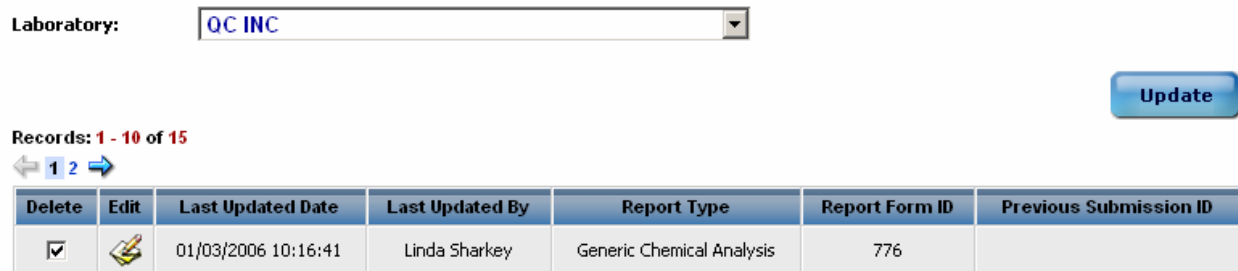 Laboratory: QC INC
Update
Records: 1 - 10 of 15
1 2
Delete Edit Last Updated Date Last Updated By Report Type Report Form ID Previous Submission ID
01/03/2006 10:16:41 Linda Sharkey Generic Chemical Analysis 776